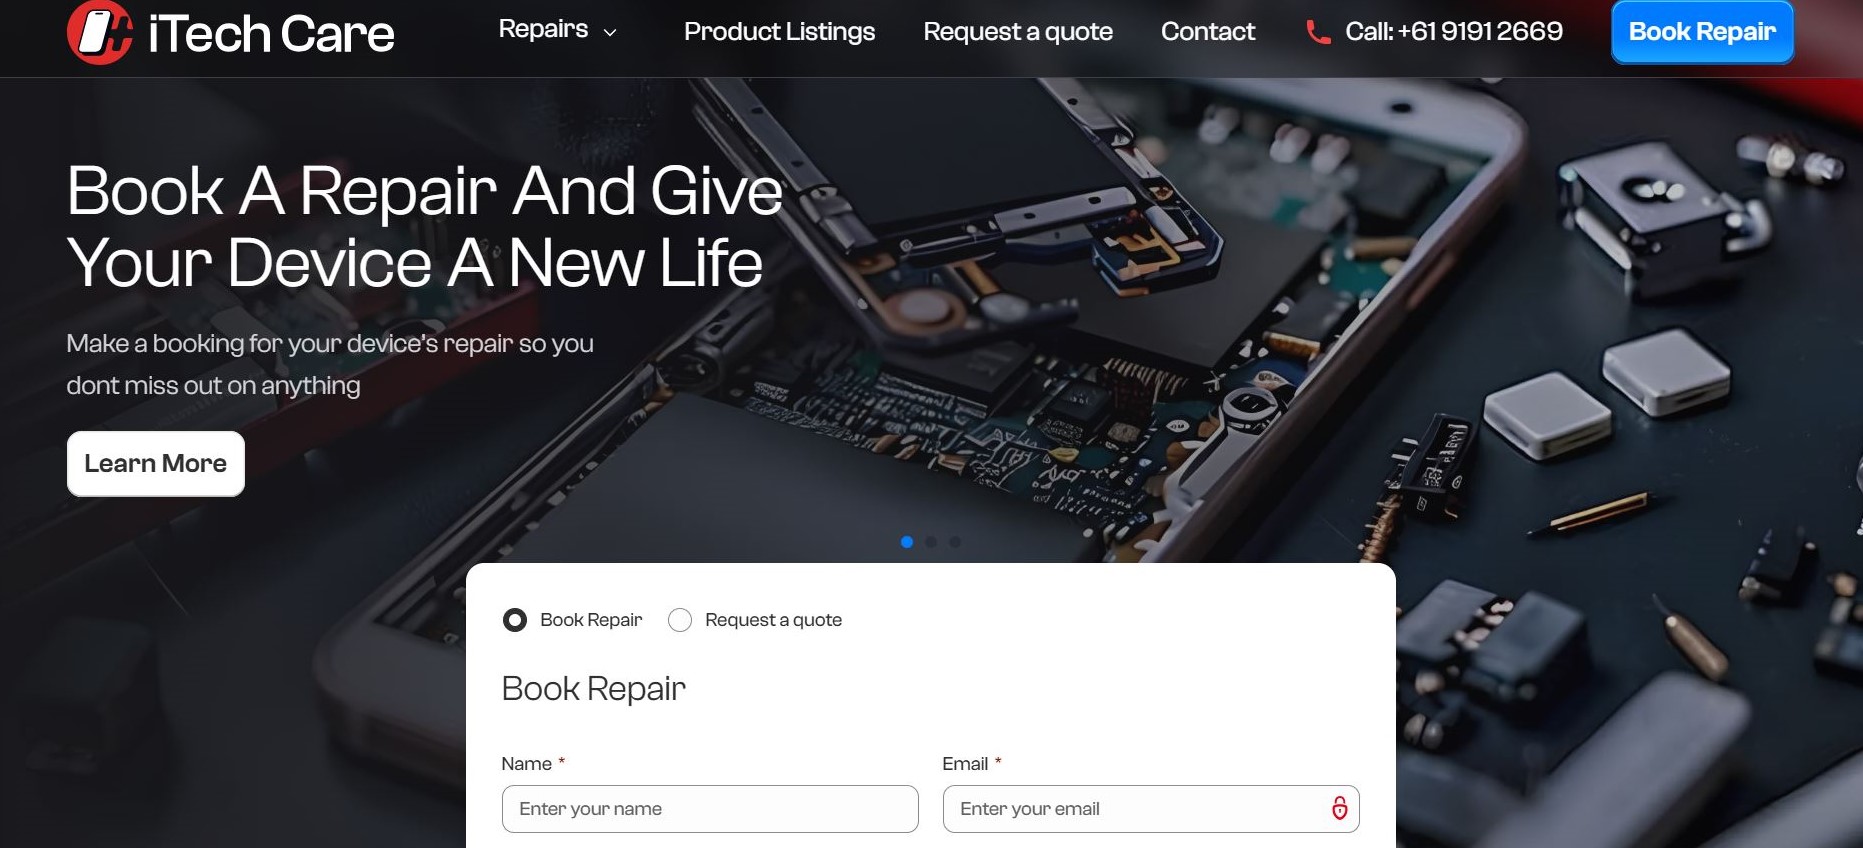 iTech Care
Repairs
Product Listings
Request a quote
Contact
Call: +61 9191 2669
Book Repair
Book A Repair And Give
Your Device A New Life
Make a booking for your device's repair so you
dont miss out on anything
Learn More
Book Repair
Request a quote
Book Repair
Name *
Email *
Enter your name
Enter your email